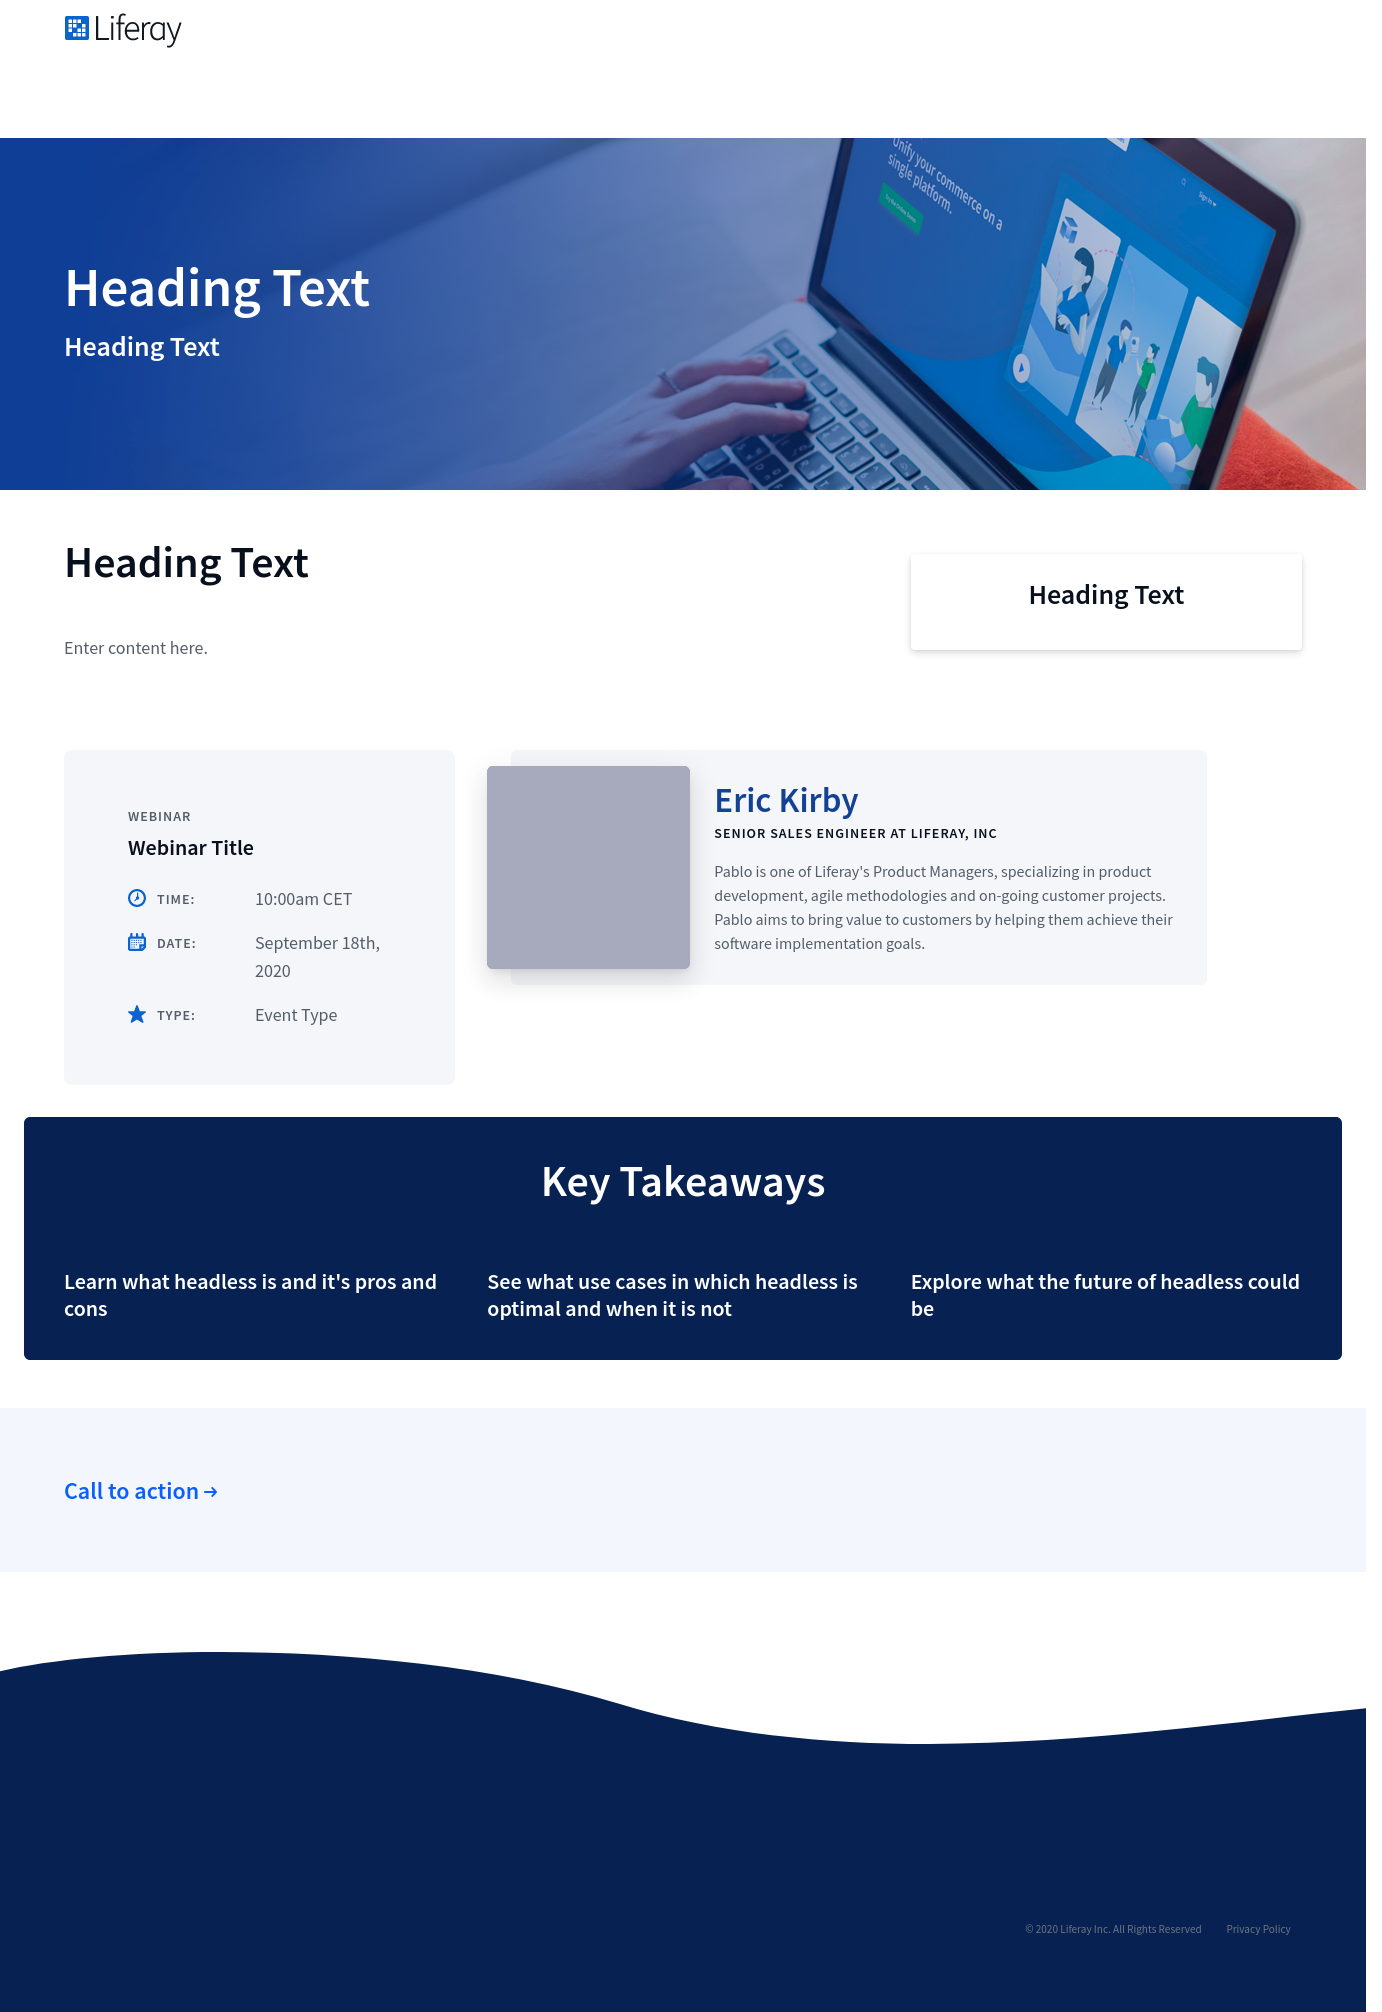 Liferay
Unify your commerce on a
single platform.
Sign In
Heading Text
Heading Text
Heading Text
Enter content here.
Heading Text
WEBINAR
Webinar Title
TIME: 10:00am CET
DATE: September 18th,
2020
TYPE: Event Type
Eric Kirby
SENIOR SALES ENGINEER AT LIFERAY, INC
Pablo is one of Liferay's Product Managers, specializing in product
development, agile methodologies and on-going customer projects.
Pablo aims to bring value to customers by helping them achieve their
software implementation goals.
Key Takeaways
Learn what headless is and it's pros and
cons
See what use cases in which headless is
optimal and when it is not
Explore what the future of headless could
be
Call to action →
© 2020 Liferay Inc. All Rights Reserved Privacy Policy